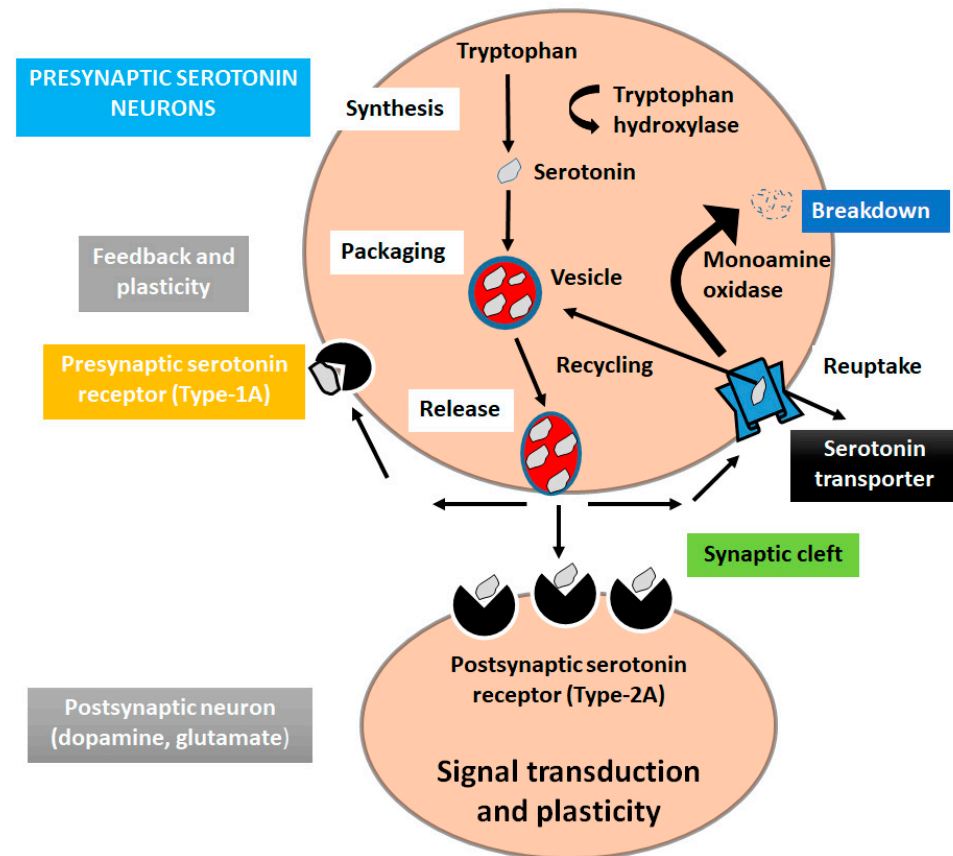 Tryptophan
PRESYNAPTIC SEROTONIN
NEURONS
Synthesis
Tryptophan
hydroxylase
Serotonin
Breakdown
Packaging
Feedback and
plasticity
Monoamine
oxidase
Vesicle
Presynaptic serotonin
receptor (Type-1A)
Recycling
Reuptake
Release
Serotonin
transporter
Synaptic cleft
Postsynaptic serotonin
receptor (Type-2A)
Postsynaptic neuron
(dopamine, glutamate)
Signal transduction
and plasticity